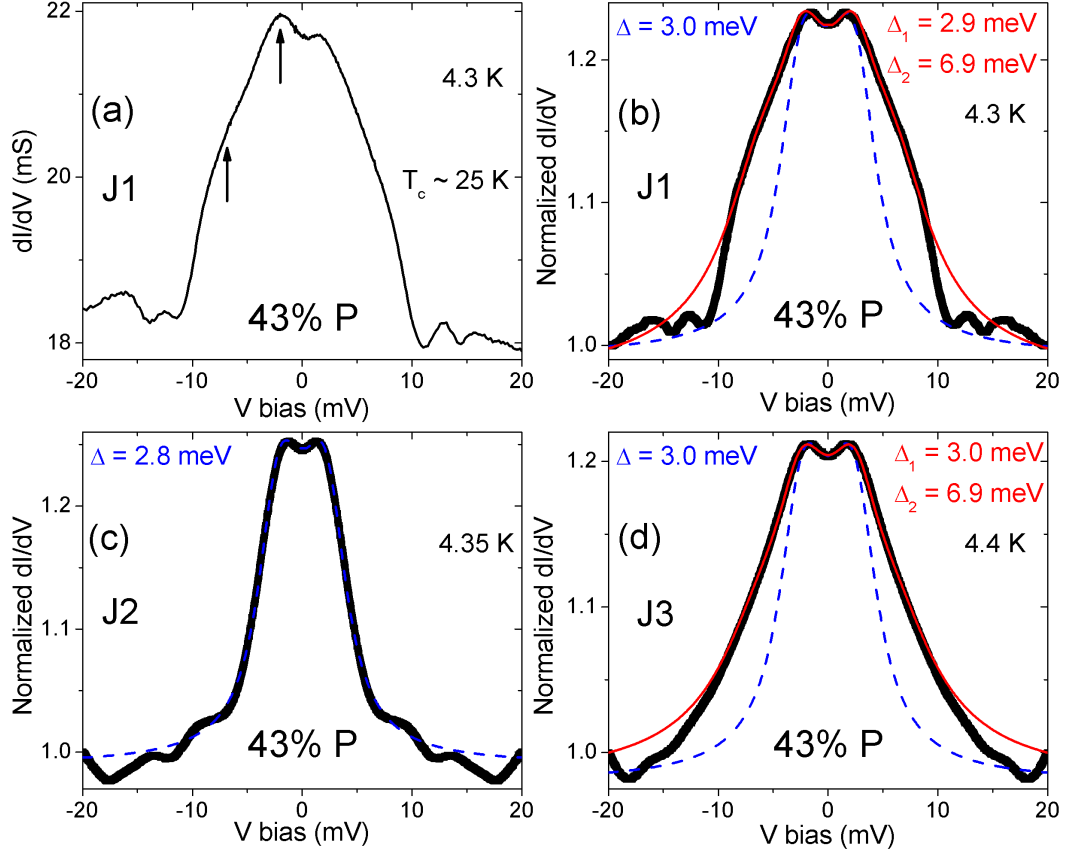 22
(a)
4.3 K
J1
T_c ~ 25 K
20
18
43% P
dI/dV (mS)
-20 -10 0 10 20
V bias (mV)
Δ = 3.0 meV
Δ₁ = 2.9 meV
Δ₂ = 6.9 meV
(b)
4.3 K
J1
1.2
1.1
1.0
43% P
Normalized dI/dV
-20 -10 0 10 20
V bias (mV)
Δ = 2.8 meV
(c)
4.35 K
J2
1.2
1.1
1.0
43% P
Normalized dI/dV
-20 -10 0 10 20
V bias (mV)
Δ = 3.0 meV
Δ₁ = 3.0 meV
Δ₂ = 6.9 meV
(d)
4.4 K
J3
1.2
1.1
1.0
43% P
Normalized dI/dV
-20 -10 0 10 20
V bias (mV)